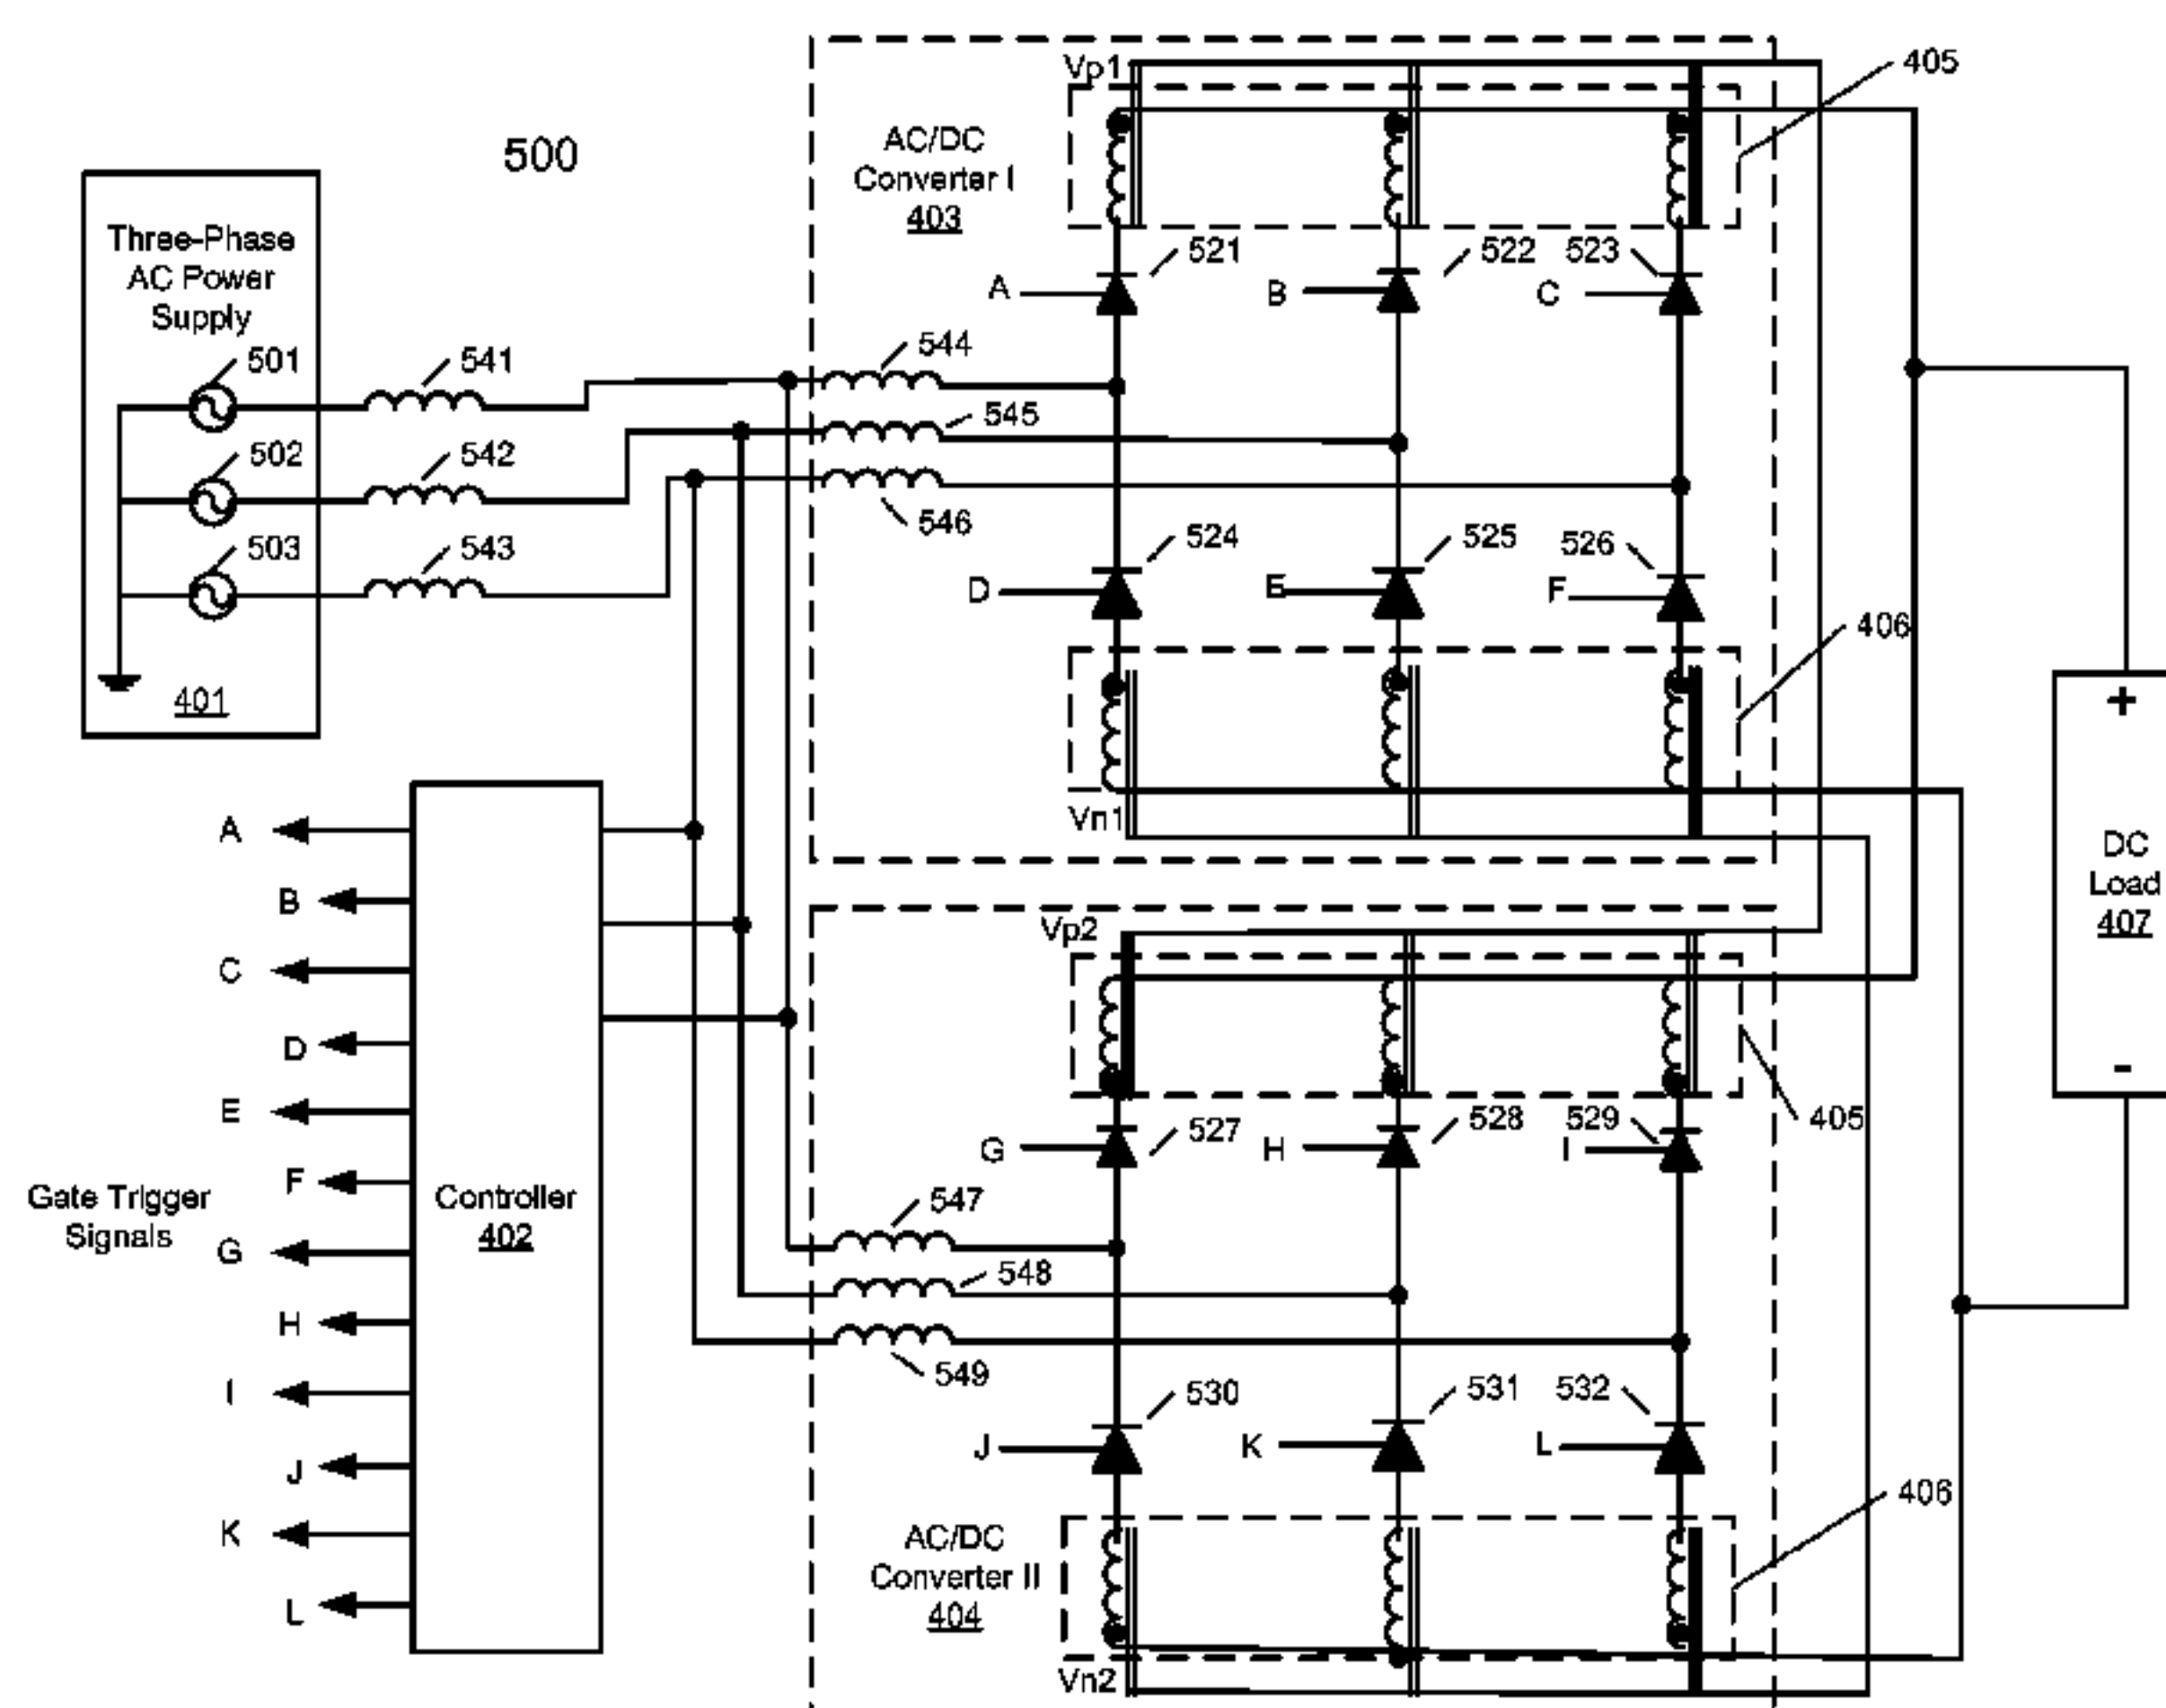 500
Three-Phase
AC Power
Supply
501
502
503
401
541
542
543
AC/DC
Converter I
403
Vp1
405
521
522
523
A
B
C
544
545
546
524
525
526
D
E
F
406
Vn1
+
DC
Load
407
-
Vp2
405
527
528
529
G
H
I
547
548
549
530
531
532
J
K
L
406
AC/DC
Converter II
404
Vn2
A
B
C
D
E
F
G
H
I
J
K
L
Gate Trigger
Signals
Controller
402